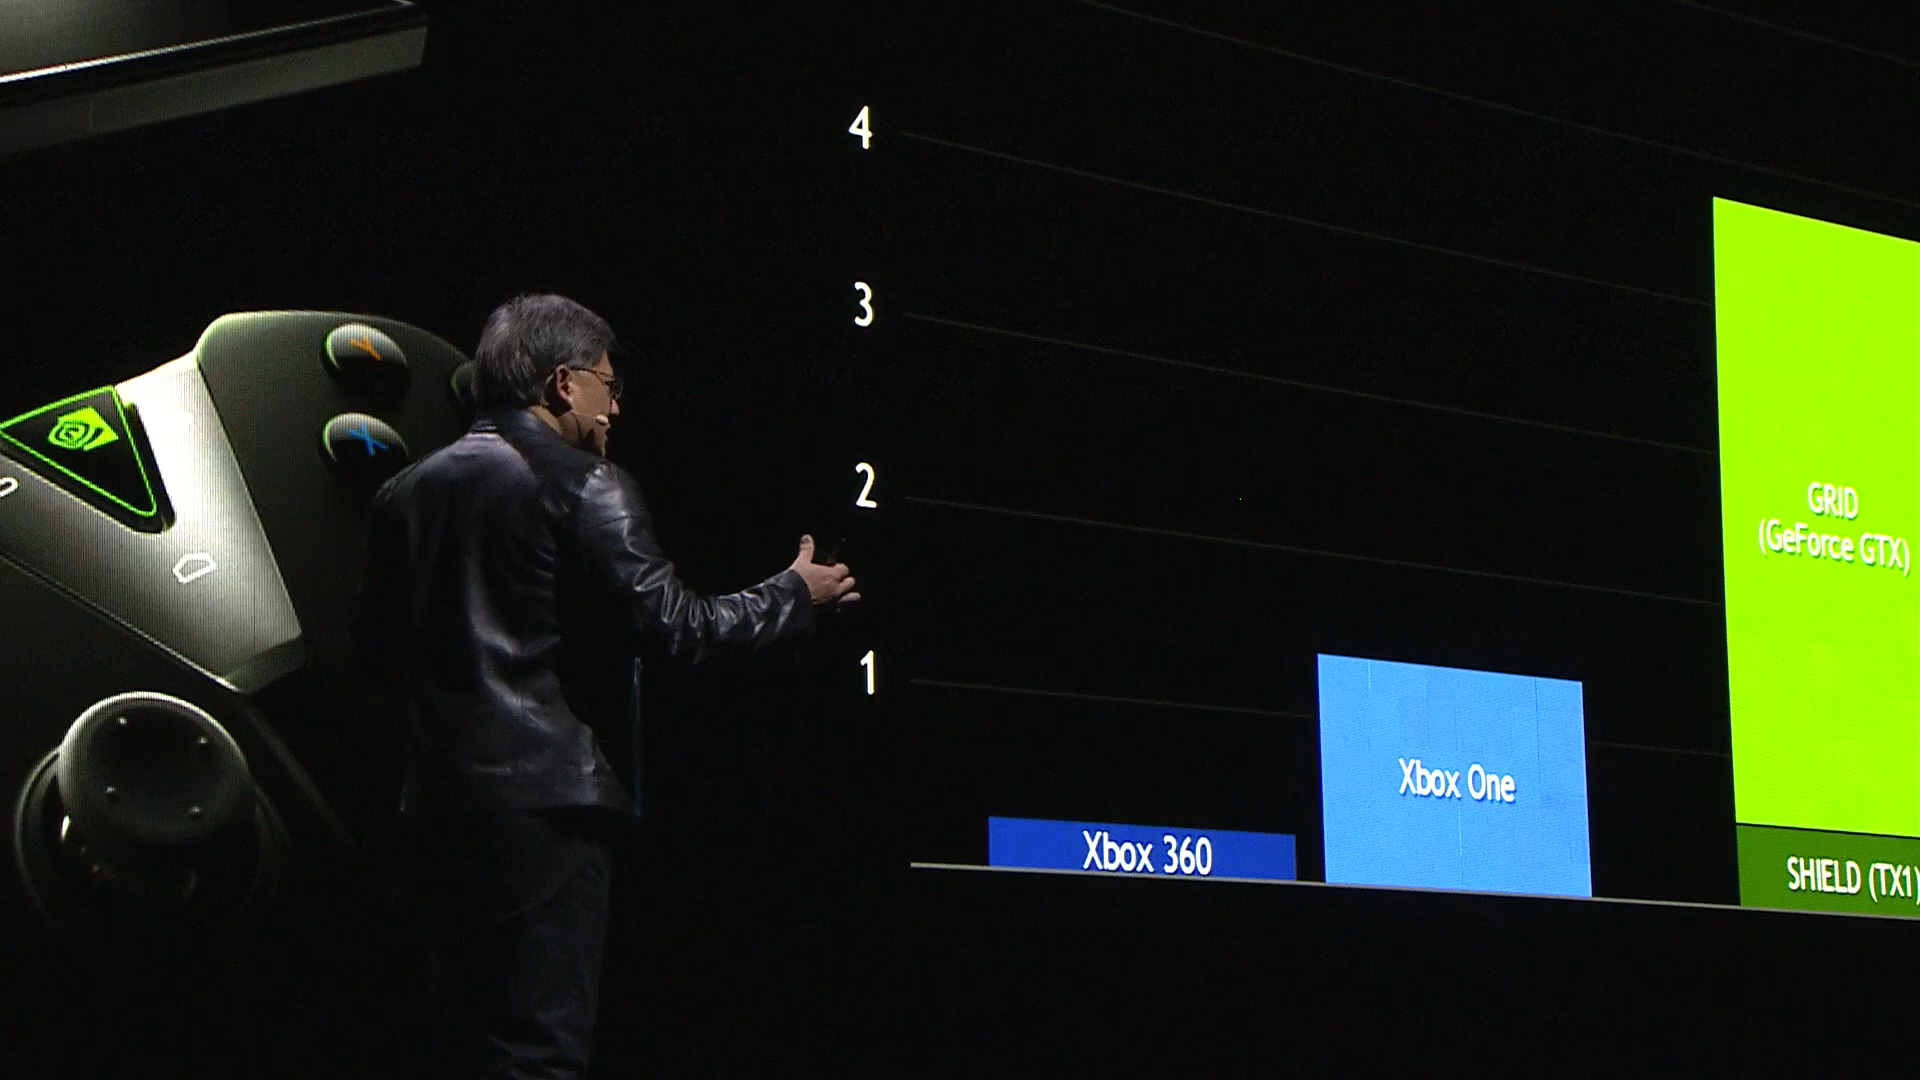 4
3
2
1
Y
X
Xbox 360
Xbox One
GRID
(GeForce GTX)
SHIELD (TX1)